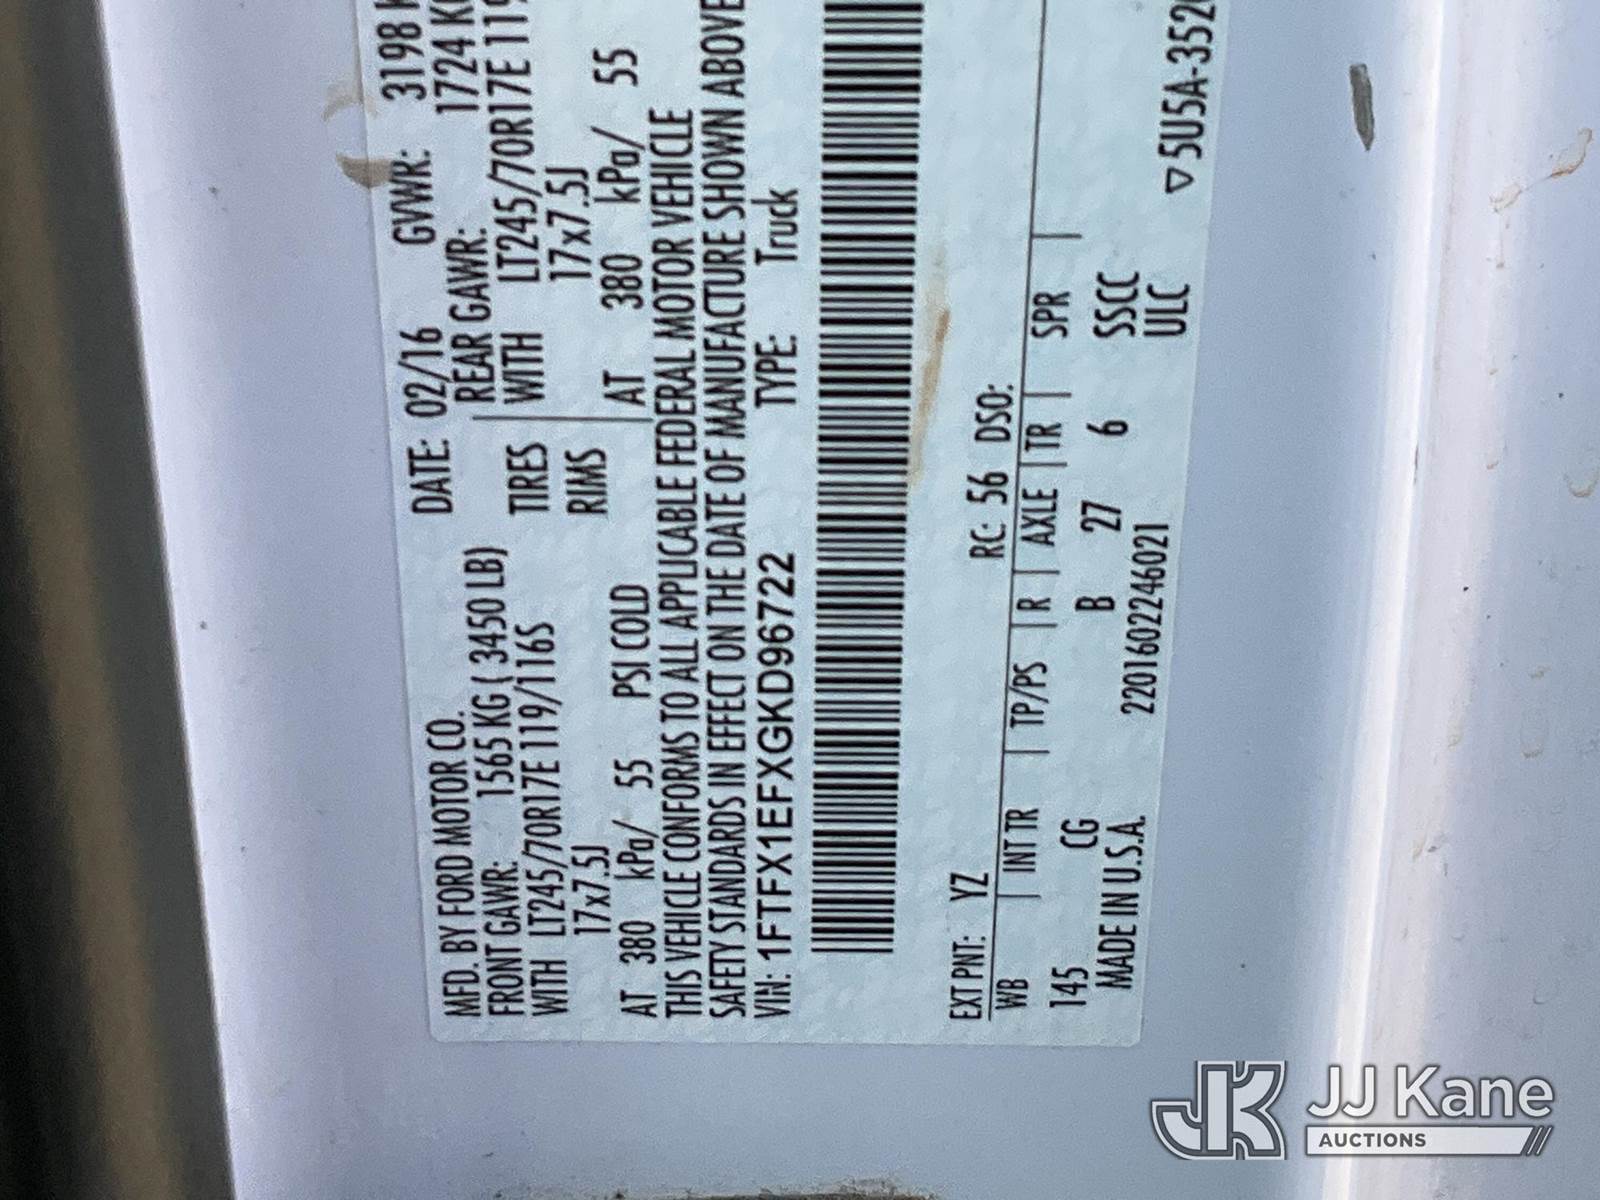 MFD. BY FORD MOTOR CO. DATE: 02/16 GVWR: 3198
FRONT GAWR: 1565 KG ( 3450 LB) REAR GAWR: 1724
WITH LT245/70R17E 119/116S TIRES WITH LT245/70R17E
17x7.5J RIMS 17x7.5J
AT 380 kPa/ 55 PSI COLD AT 380 kPa/ 55
THIS VEHICLE CONFORMS TO ALL APPLICABLE FEDERAL MOTOR VEHICLE
SAFETY STANDARDS IN EFFECT ON THE DATE OF MANUFACTURE SHOWN ABOVE
VIN: 1FTFX1EFXGKD96722 TYPE: Truck
EXT PNT: YZ RC: 56 DSO:
WB | INT TR | TP/PS | R | AXLE | TR | SPR |
145 CG B 27 6 SSCC
MADE IN U.S.A. 2201602246021 ULC
▽5U5A-3520
JK JJ Kane
AUCTIONS